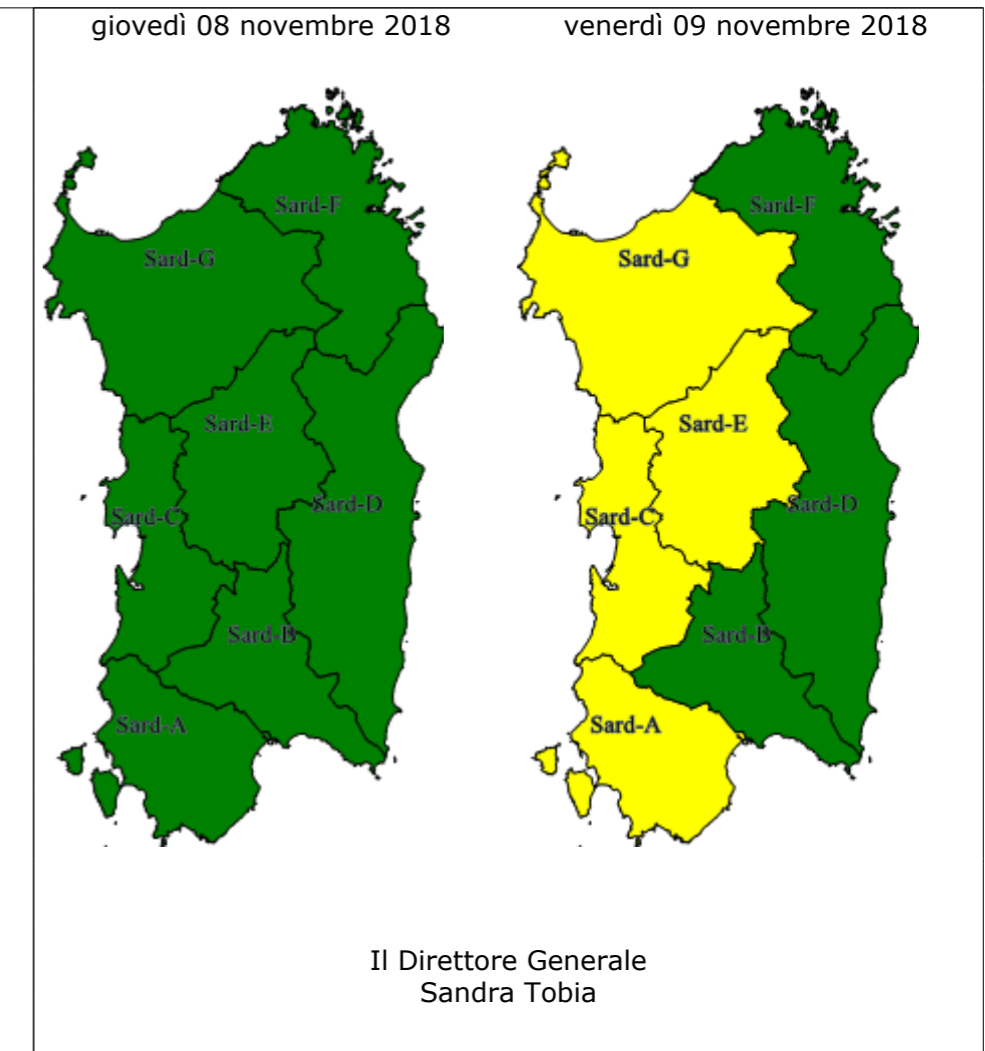 giovedì 08 novembre 2018
venerdì 09 novembre 2018
Sard-F
Sard-G
Sard-E
Sard-D
Sard-C
Sard-B
Sard-A
Sard-F
Sard-G
Sard-E
Sard-D
Sard-C
Sard-B
Sard-A
Il Direttore Generale
Sandra Tobia